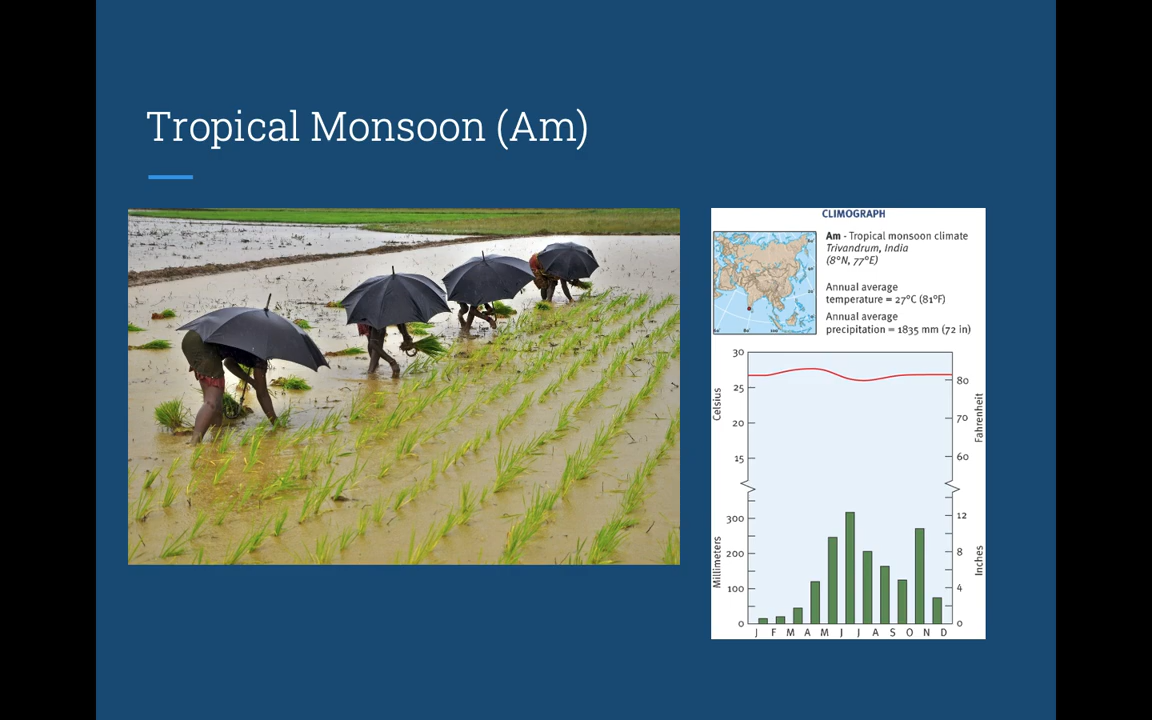 Tropical Monsoon (Am)
CLIMOGRAPH
Am - Tropical monsoon climate
Trivandrum, India
(8°N, 77°E)
Annual average
temperature = 27°C (81°F)
Annual average
precipitation = 1835 mm (72 in)
30
25
20
15
Celsius
80
70
60
Fahrenheit
300
200
100
0
Millimeters
12
8
4
0
Inches
J F M A M J J A S O N D